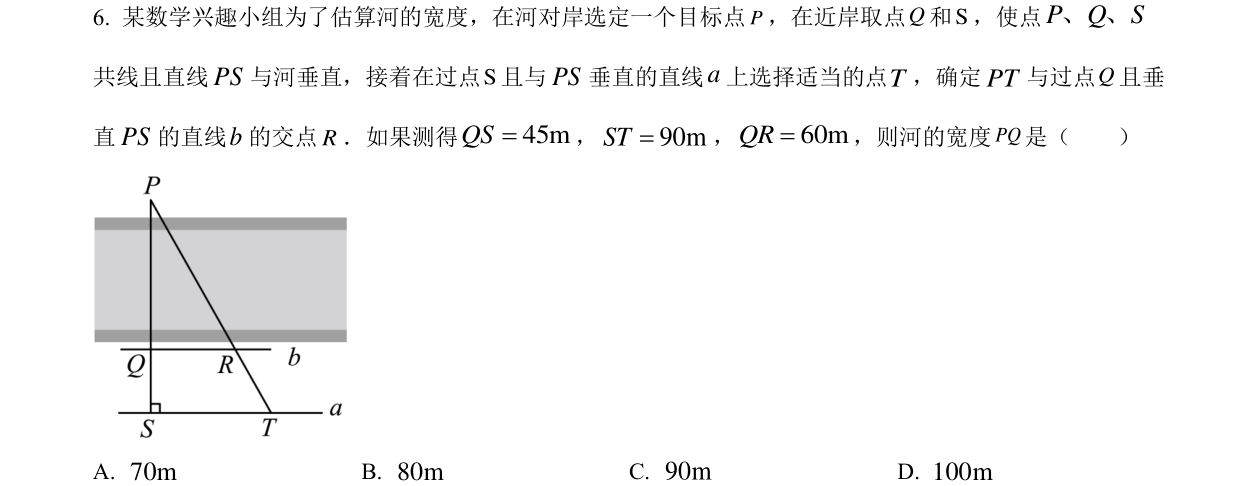 6. 某数学兴趣小组为了估算河的宽度，在河对岸选定一个目标点P，在近岸取点Q和S，使点P、Q、S
共线且直线PS与河垂直，接着在过点S且与PS垂直的直线a上选择适当的点T，确定PT与过点Q且垂
直PS的直线b的交点R．如果测得QS＝45m，ST＝90m，QR＝60m，则河的宽度PQ是（　　）
P
Q R b
S T a
A. 70m B. 80m C. 90m D. 100m